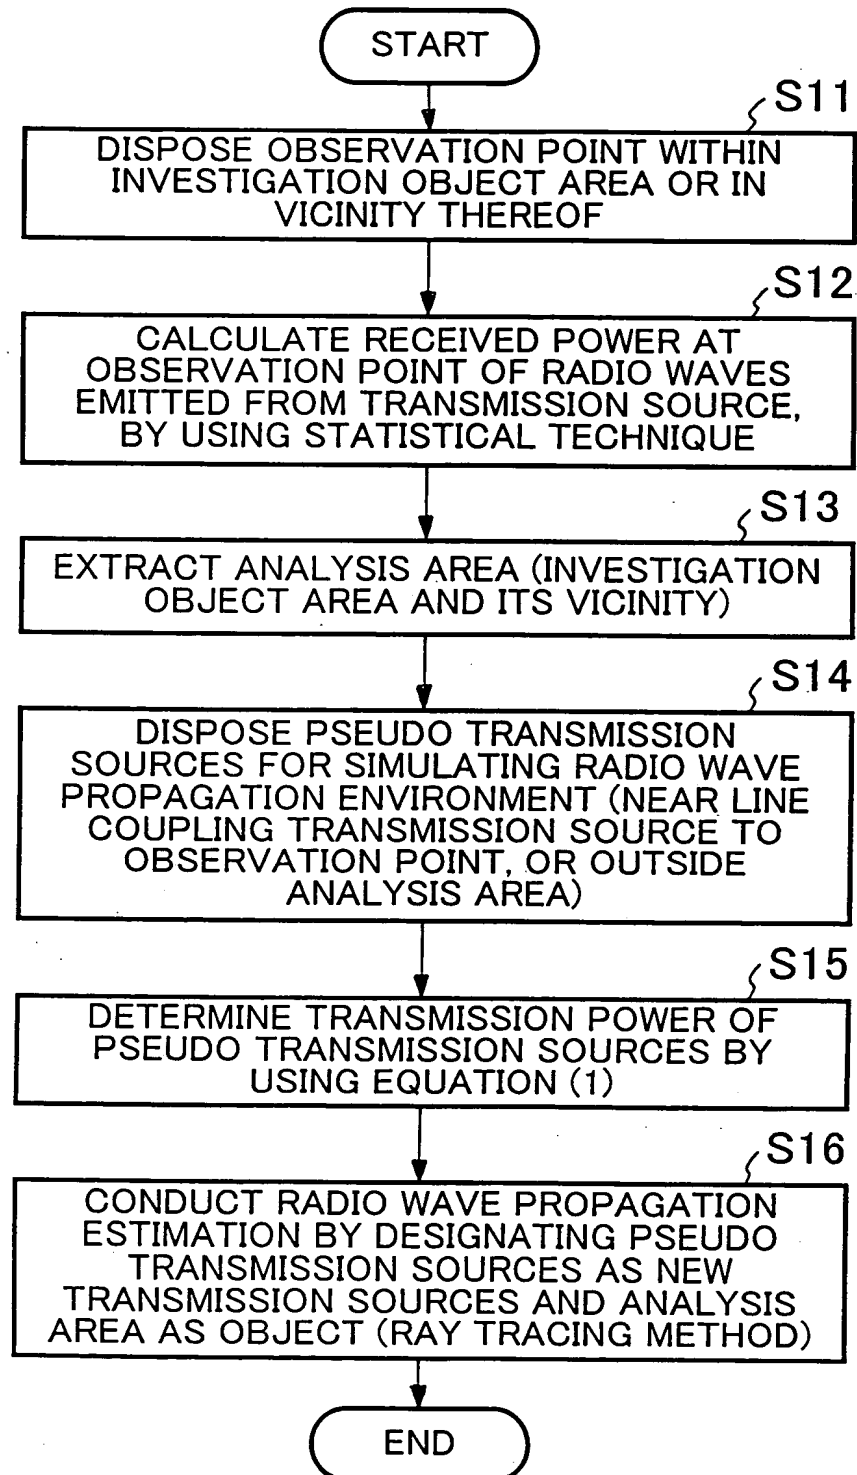 START
S11
DISPOSE OBSERVATION POINT WITHIN
INVESTIGATION OBJECT AREA OR IN
VICINITY THEREOF
S12
CALCULATE RECEIVED POWER AT
OBSERVATION POINT OF RADIO WAVES
EMITTED FROM TRANSMISSION SOURCE,
BY USING STATISTICAL TECHNIQUE
S13
EXTRACT ANALYSIS AREA (INVESTIGATION
OBJECT AREA AND ITS VICINITY)
S14
DISPOSE PSEUDO TRANSMISSION
SOURCES FOR SIMULATING RADIO WAVE
PROPAGATION ENVIRONMENT (NEAR LINE
COUPLING TRANSMISSION SOURCE TO
OBSERVATION POINT, OR OUTSIDE
ANALYSIS AREA)
S15
DETERMINE TRANSMISSION POWER OF
PSEUDO TRANSMISSION SOURCES BY
USING EQUATION (1)
S16
CONDUCT RADIO WAVE PROPAGATION
ESTIMATION BY DESIGNATING PSEUDO
TRANSMISSION SOURCES AS NEW
TRANSMISSION SOURCES AND ANALYSIS
AREA AS OBJECT (RAY TRACING METHOD)
END